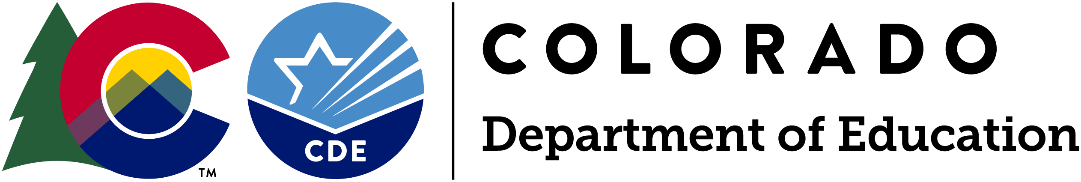 COLORADO
Department of Education
CDE
TM